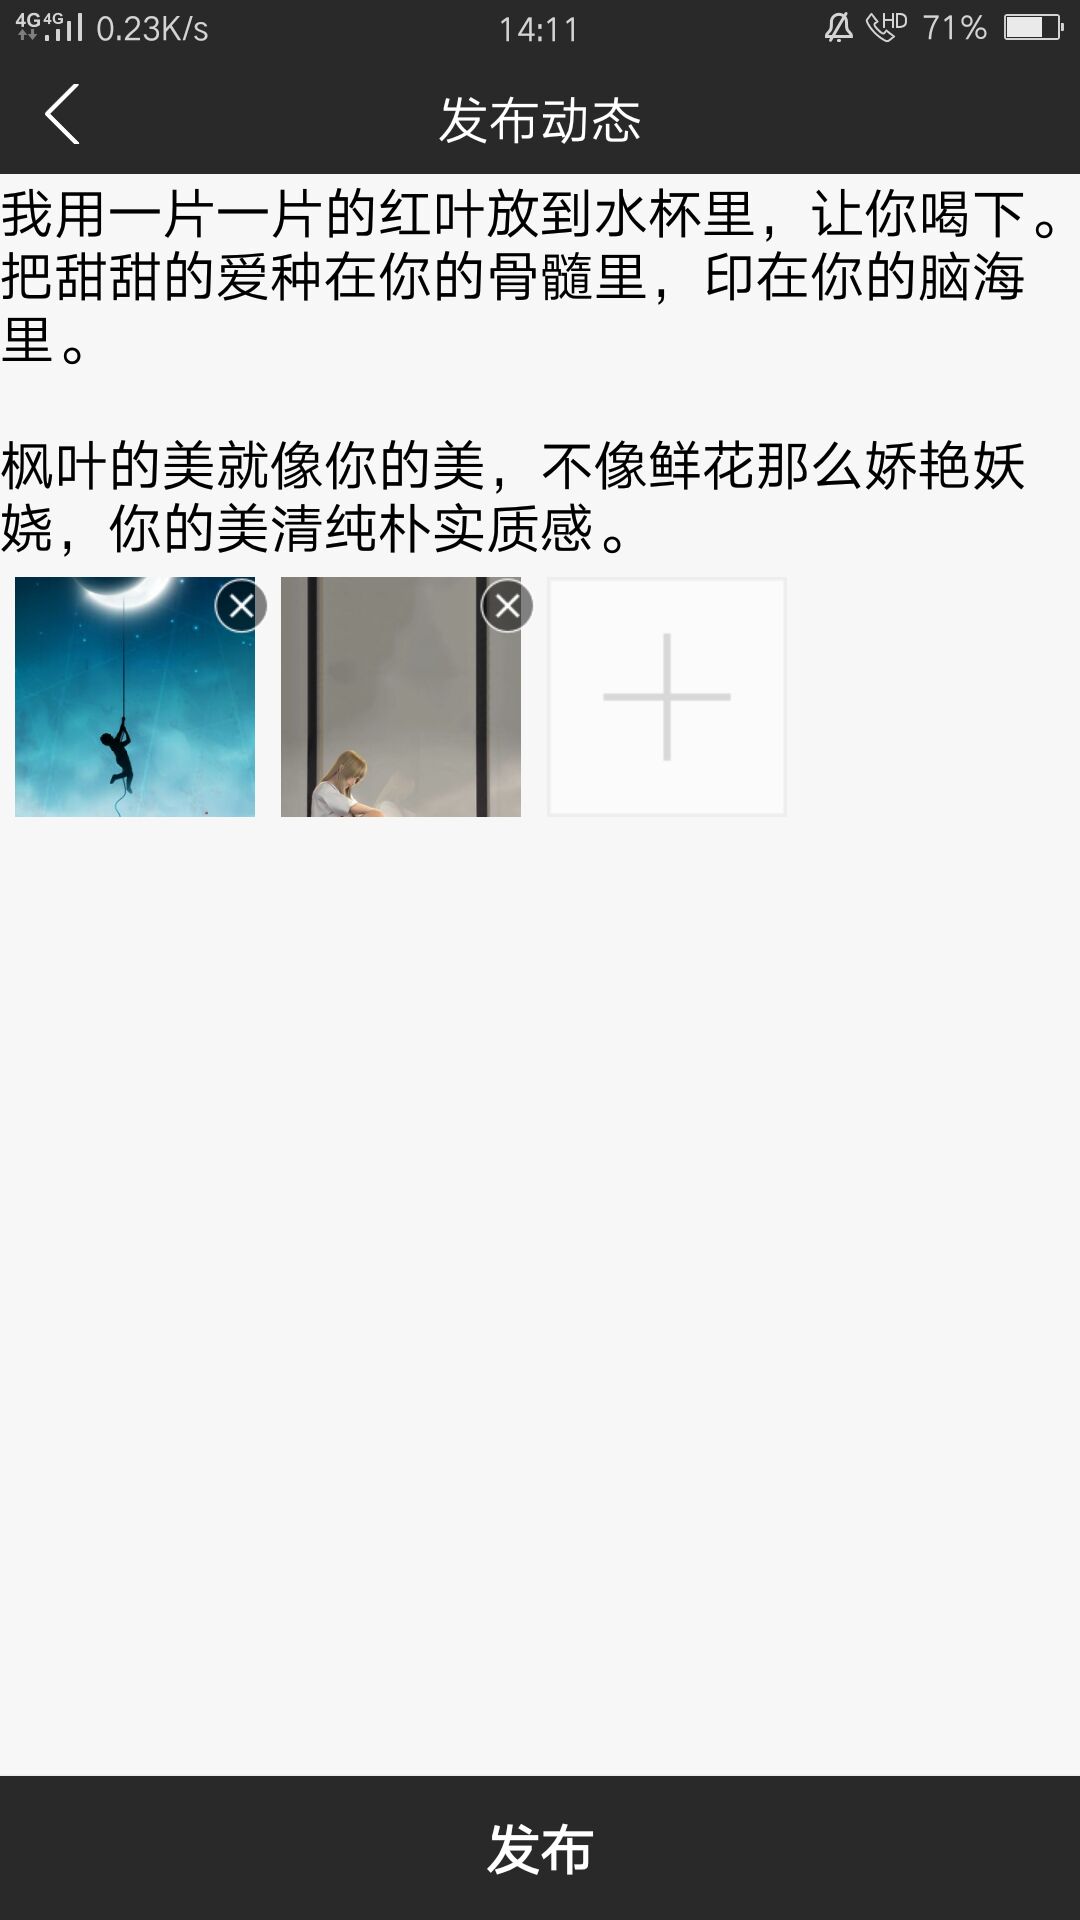 4G 4G 0.23K/s 14:11 HD 71%
发布动态
我用一片一片的红叶放到水杯里，让你喝下。
把甜甜的爱种在你的骨髓里，印在你的脑海
里。
枫叶的美就像你的美，不像鲜花那么娇艳妖
娆，你的美清纯朴实质感。
发布